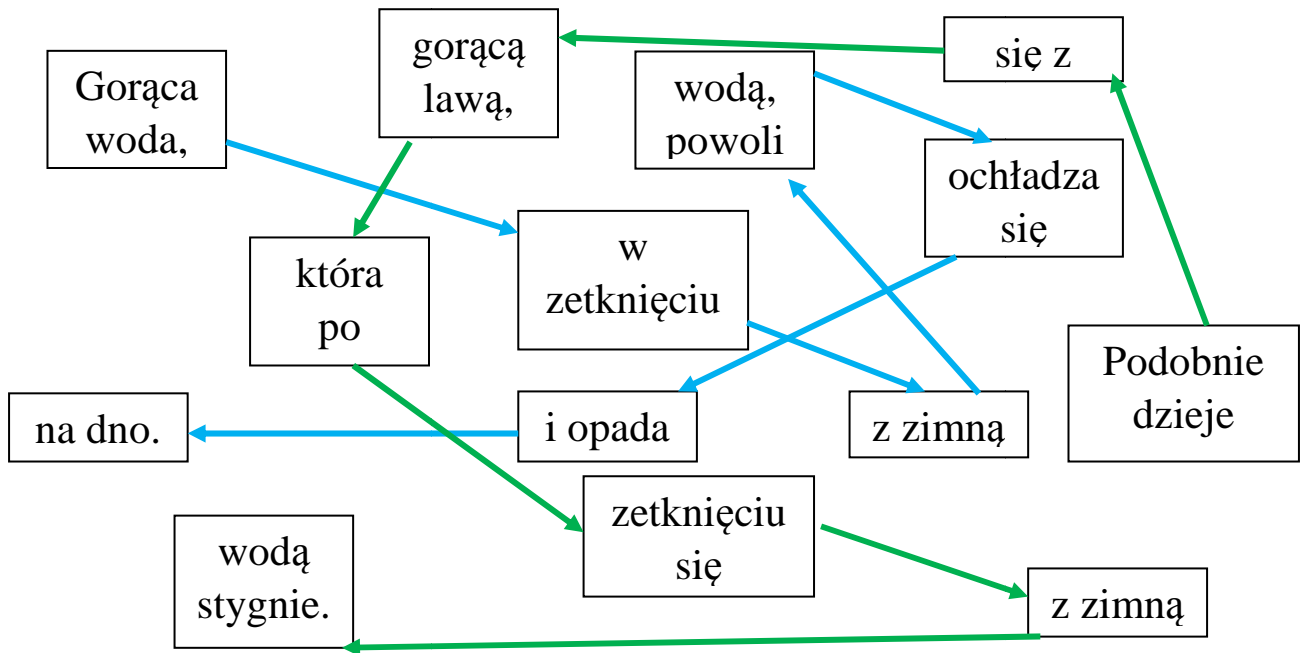 gorącą
lawą,
się z
Gorąca
woda,
wodą,
powoli
ochładza
się
w
zetknięciu
która
po
Podobnie
dzieje
na dno.
i opada
z zimną
zetknięciu
się
wodą
stygnie.
z zimną